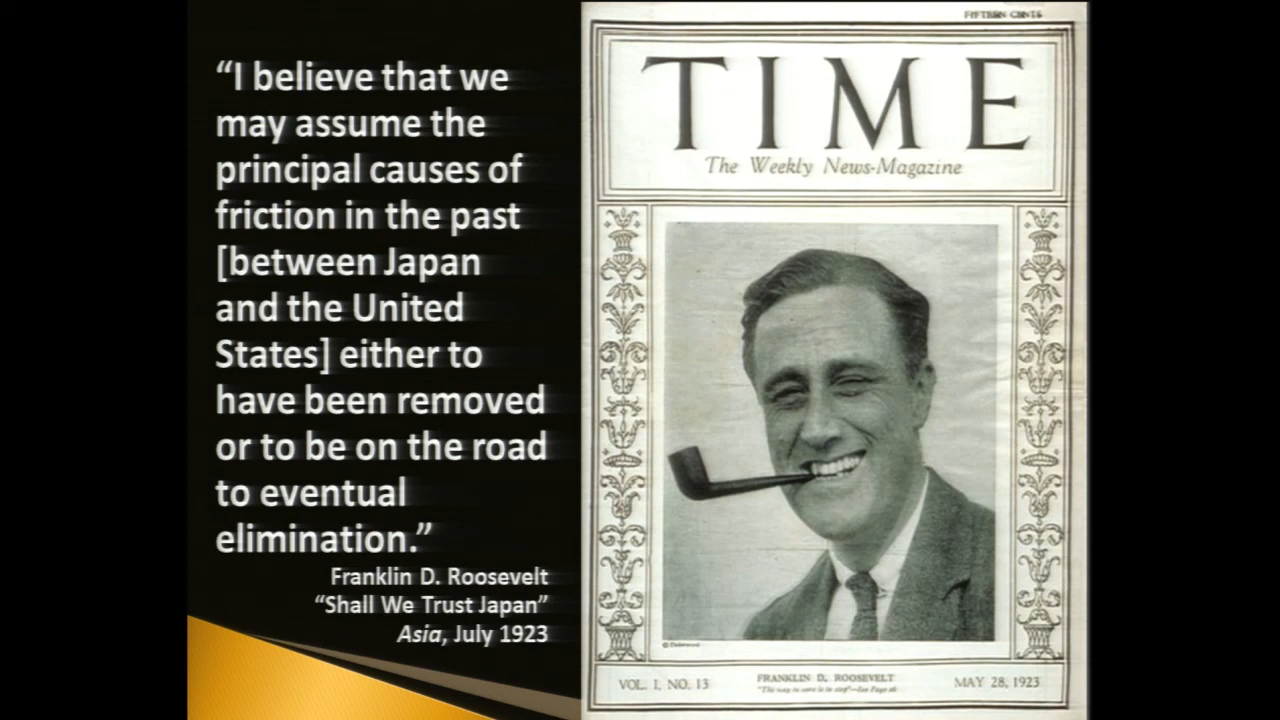 “I believe that we
may assume the
principal causes of
friction in the past
[between Japan
and the United
States] either to
have been removed
or to be on the road
to eventual
elimination.”
Franklin D. Roosevelt
“Shall We Trust Japan”
Asia, July 1923
FIFTEEN CENTS
TIME
The Weekly News-Magazine
VOL. I, NO. 13
FRANKLIN D. ROOSEVELT
MAY 28, 1923